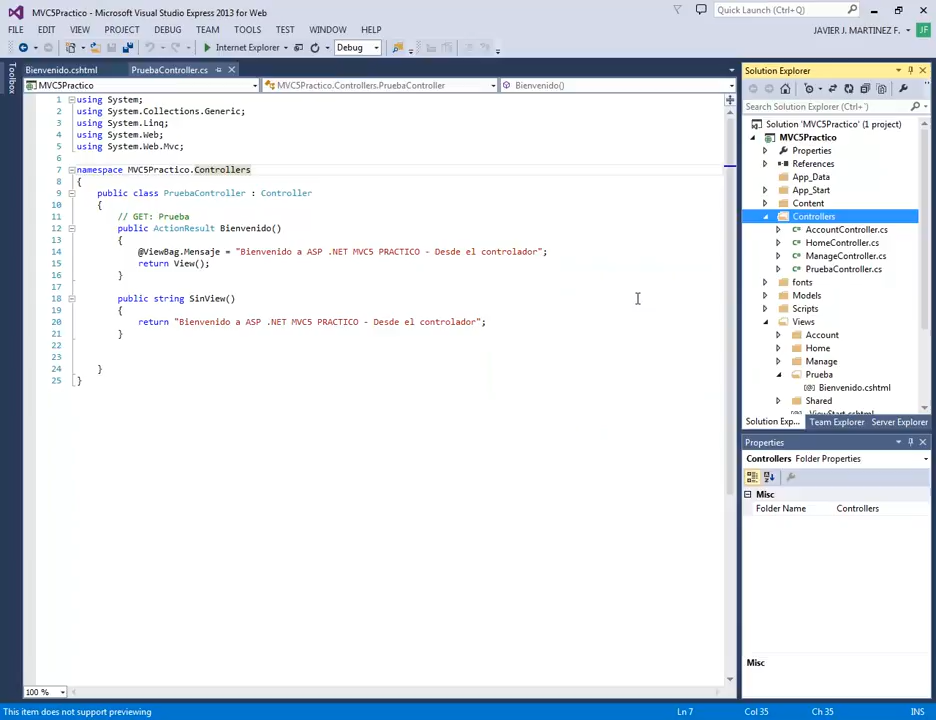 MVC5Practico - Microsoft Visual Studio Express 2013 for Web
Quick Launch (Ctrl+Q)
FILE EDIT VIEW PROJECT DEBUG TEAM TOOLS TEST WINDOW HELP
JAVIER J. MARTINEZ F. JF
Internet Explorer Debug
Toolbox
Bienvenido.cshtml PruebaController.cs
MVC5Practico MVC5Practico.Controllers.PruebaController Bienvenido()
1 using System;
2 using System.Collections.Generic;
3 using System.Linq;
4 using System.Web;
5 using System.Web.Mvc;
6
7 namespace MVC5Practico.Controllers
8 {
9 public class PruebaController : Controller
10 {
11 // GET: Prueba
12 public ActionResult Bienvenido()
13 {
14 @ViewBag.Mensaje = "Bienvenido a ASP .NET MVC5 PRACTICO - Desde el controlador";
15 return View();
16 }
17
18 public string SinView()
19 {
20 return "Bienvenido a ASP .NET MVC5 PRACTICO - Desde el controlador";
21 }
22
23
24 }
25 }
100 %
Solution Explorer
Search Solution Explorer (Ctrl+')
Solution 'MVC5Practico' (1 project)
MVC5Practico
Properties
References
App_Data
App_Start
Content
Controllers
AccountController.cs
HomeController.cs
ManageController.cs
PruebaController.cs
fonts
Models
Scripts
Views
Account
Home
Manage
Prueba
Bienvenido.cshtml
Shared
_ViewStart.cshtml
Solution Exp... Team Explorer Server Explorer
Properties
Controllers Folder Properties
Misc
Folder Name Controllers
Misc
This item does not support previewing Ln 7 Col 35 Ch 35 INS